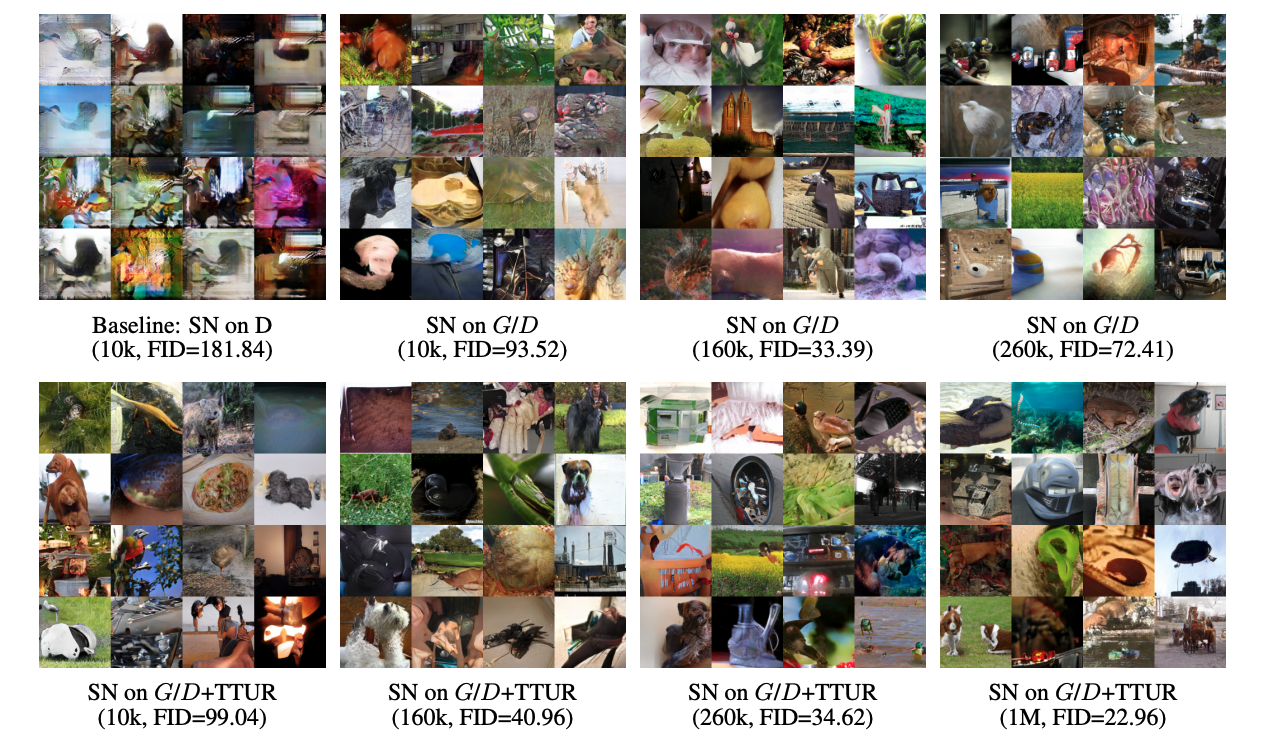 Baseline: SN on D
(10k, FID=181.84)
SN on G/D
(10k, FID=93.52)
SN on G/D
(160k, FID=33.39)
SN on G/D
(260k, FID=72.41)
SN on G/D+TTUR
(10k, FID=99.04)
SN on G/D+TTUR
(160k, FID=40.96)
SN on G/D+TTUR
(260k, FID=34.62)
SN on G/D+TTUR
(1M, FID=22.96)